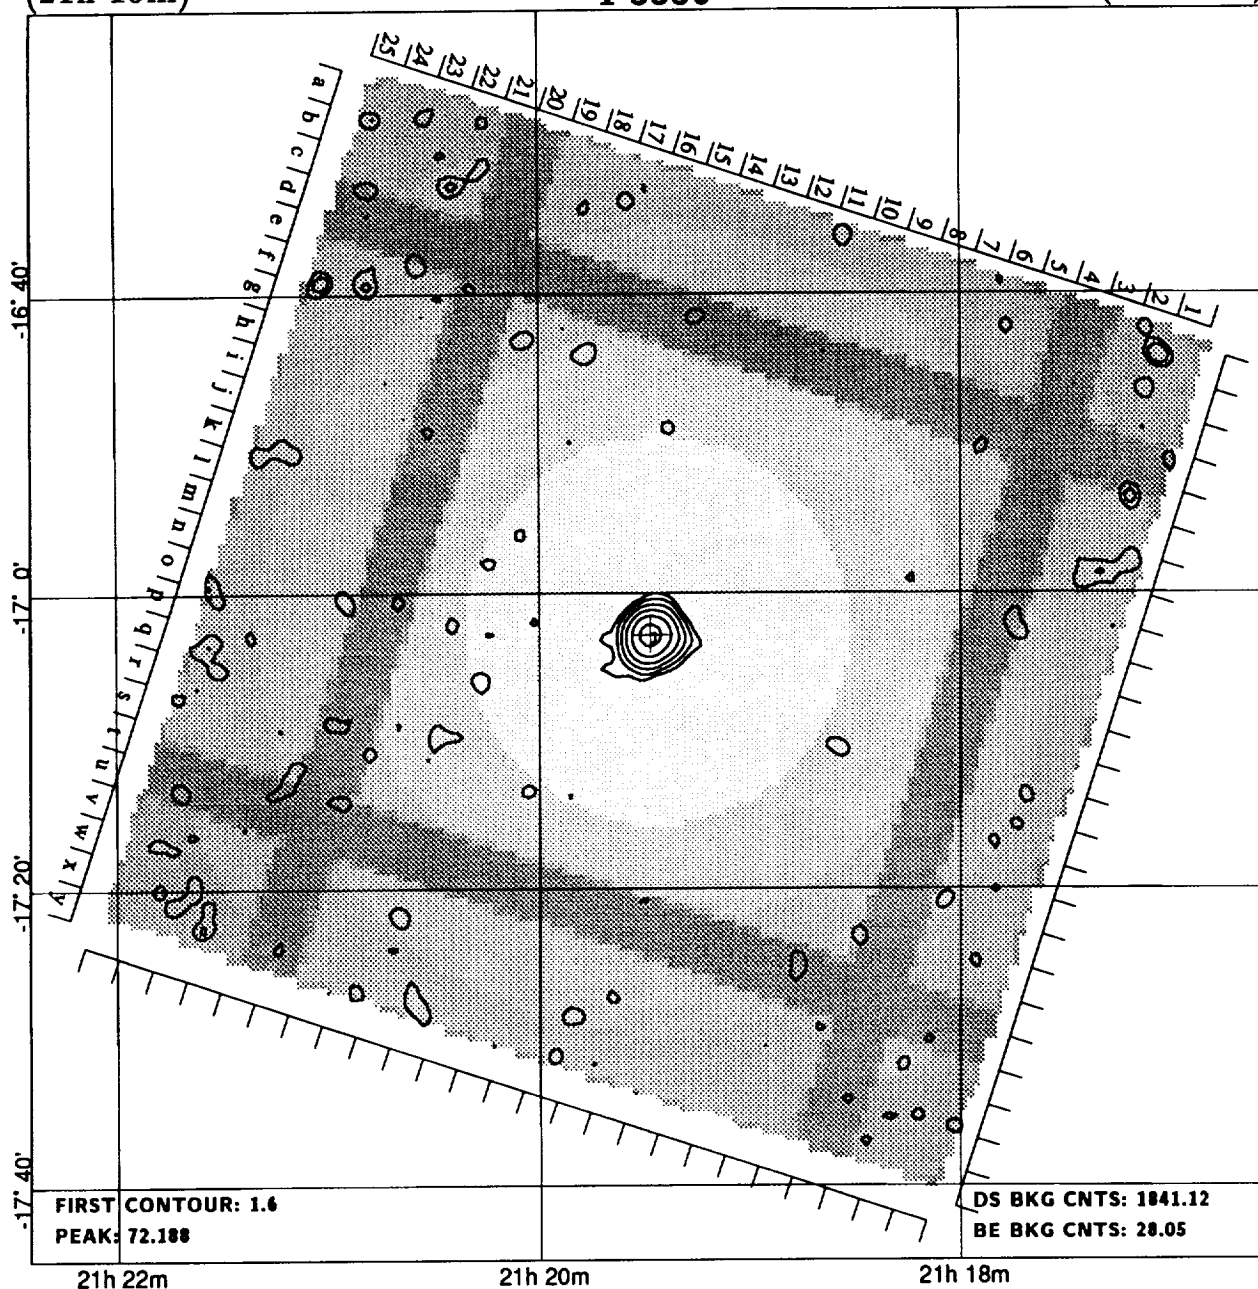 25 24 23 22 21 20 19 18 17 16 15 14 13 12 11 10 9 8 7 6 5 4 3 2 1
a b c d e f g h i j k l m n o p q r s t u v w x y
-16° 40'
-17° 0'
-17° 20'
-17° 40'
FIRST CONTOUR: 1.6
PEAK: 72.188
DS BKG CNTS: 1841.12
BE BKG CNTS: 28.05
21h 22m 21h 20m 21h 18m